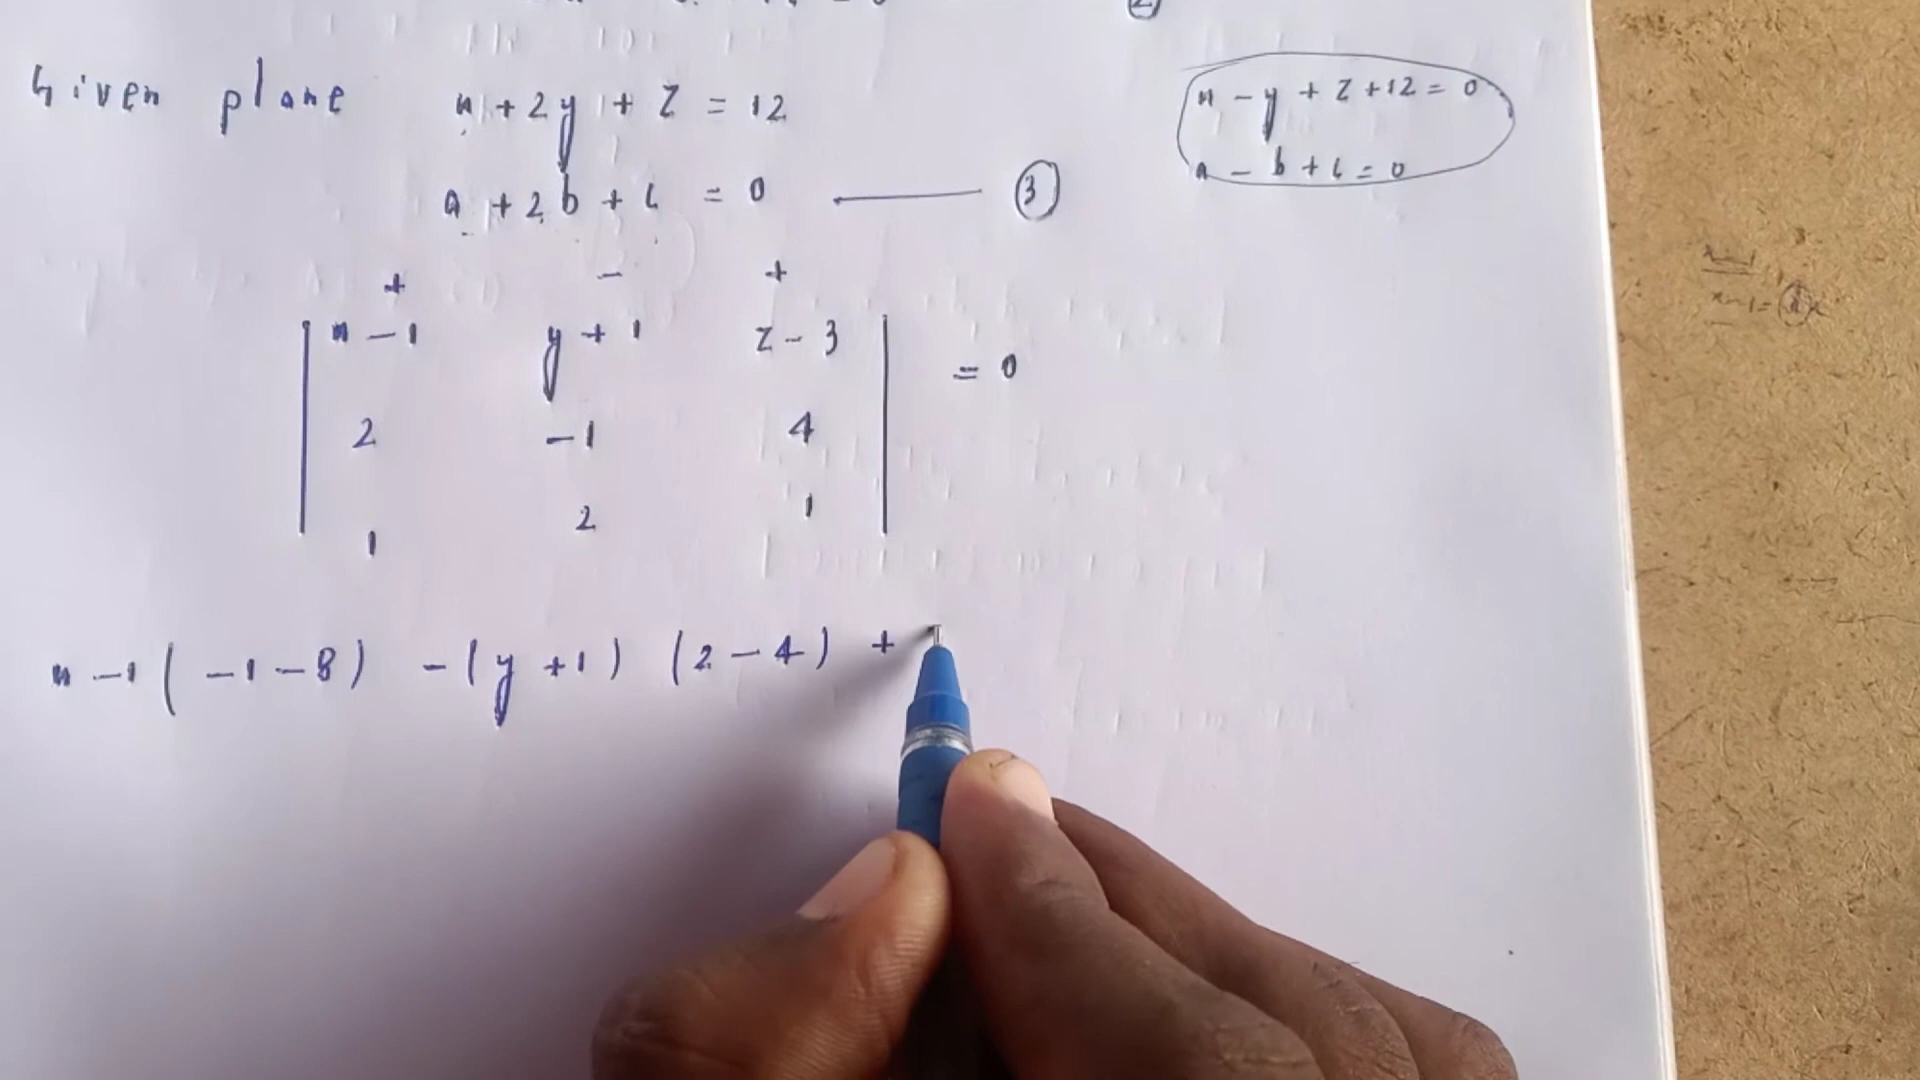 Given plane x + 2y + z = 12
a + 2b + c = 0 ——— ③
x - y + z + 12 = 0
a - b + c = 0
+ - +
| x - 1 y + 1 z - 3 | = 0
2 -1 4
1 2 1
x - 1 ( -1 - 8 ) - ( y + 1 ) ( 2 - 4 ) +